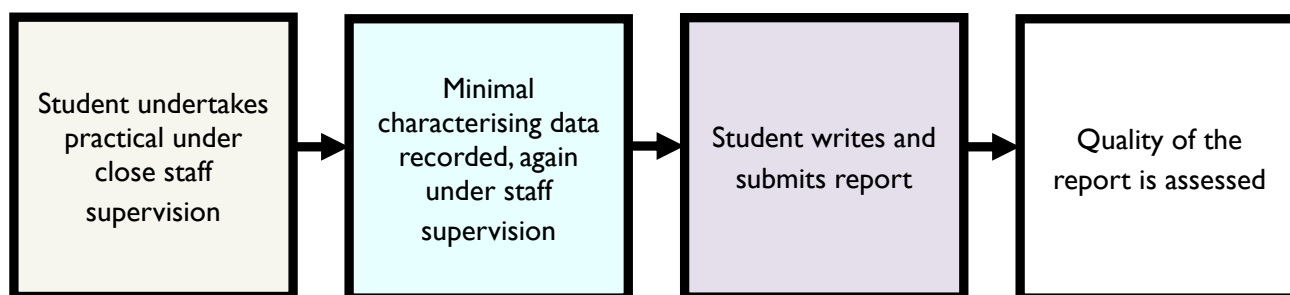 Student undertakes
practical under
close staff
supervision
Minimal
characterising data
recorded, again
under staff
supervision
Student writes and
submits report
Quality of the
report is assessed